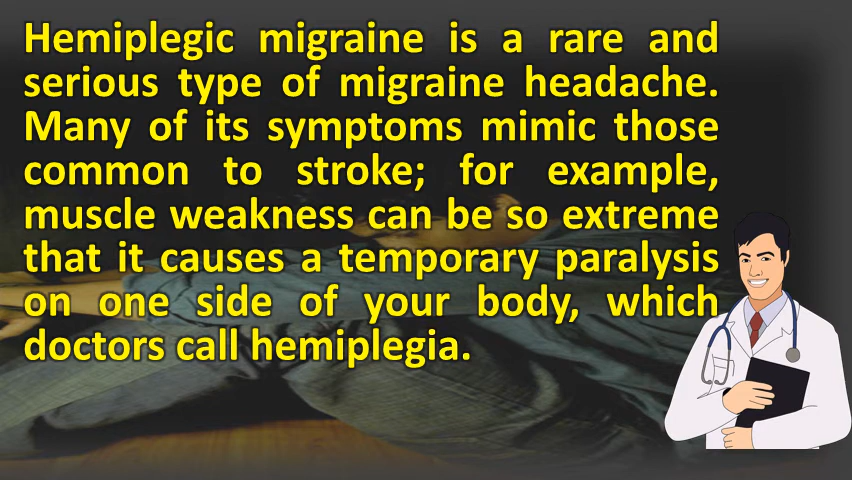 Hemiplegic migraine is a rare and
serious type of migraine headache.
Many of its symptoms mimic those
common to stroke; for example,
muscle weakness can be so extreme
that it causes a temporary paralysis
on one side of your body, which
doctors call hemiplegia.